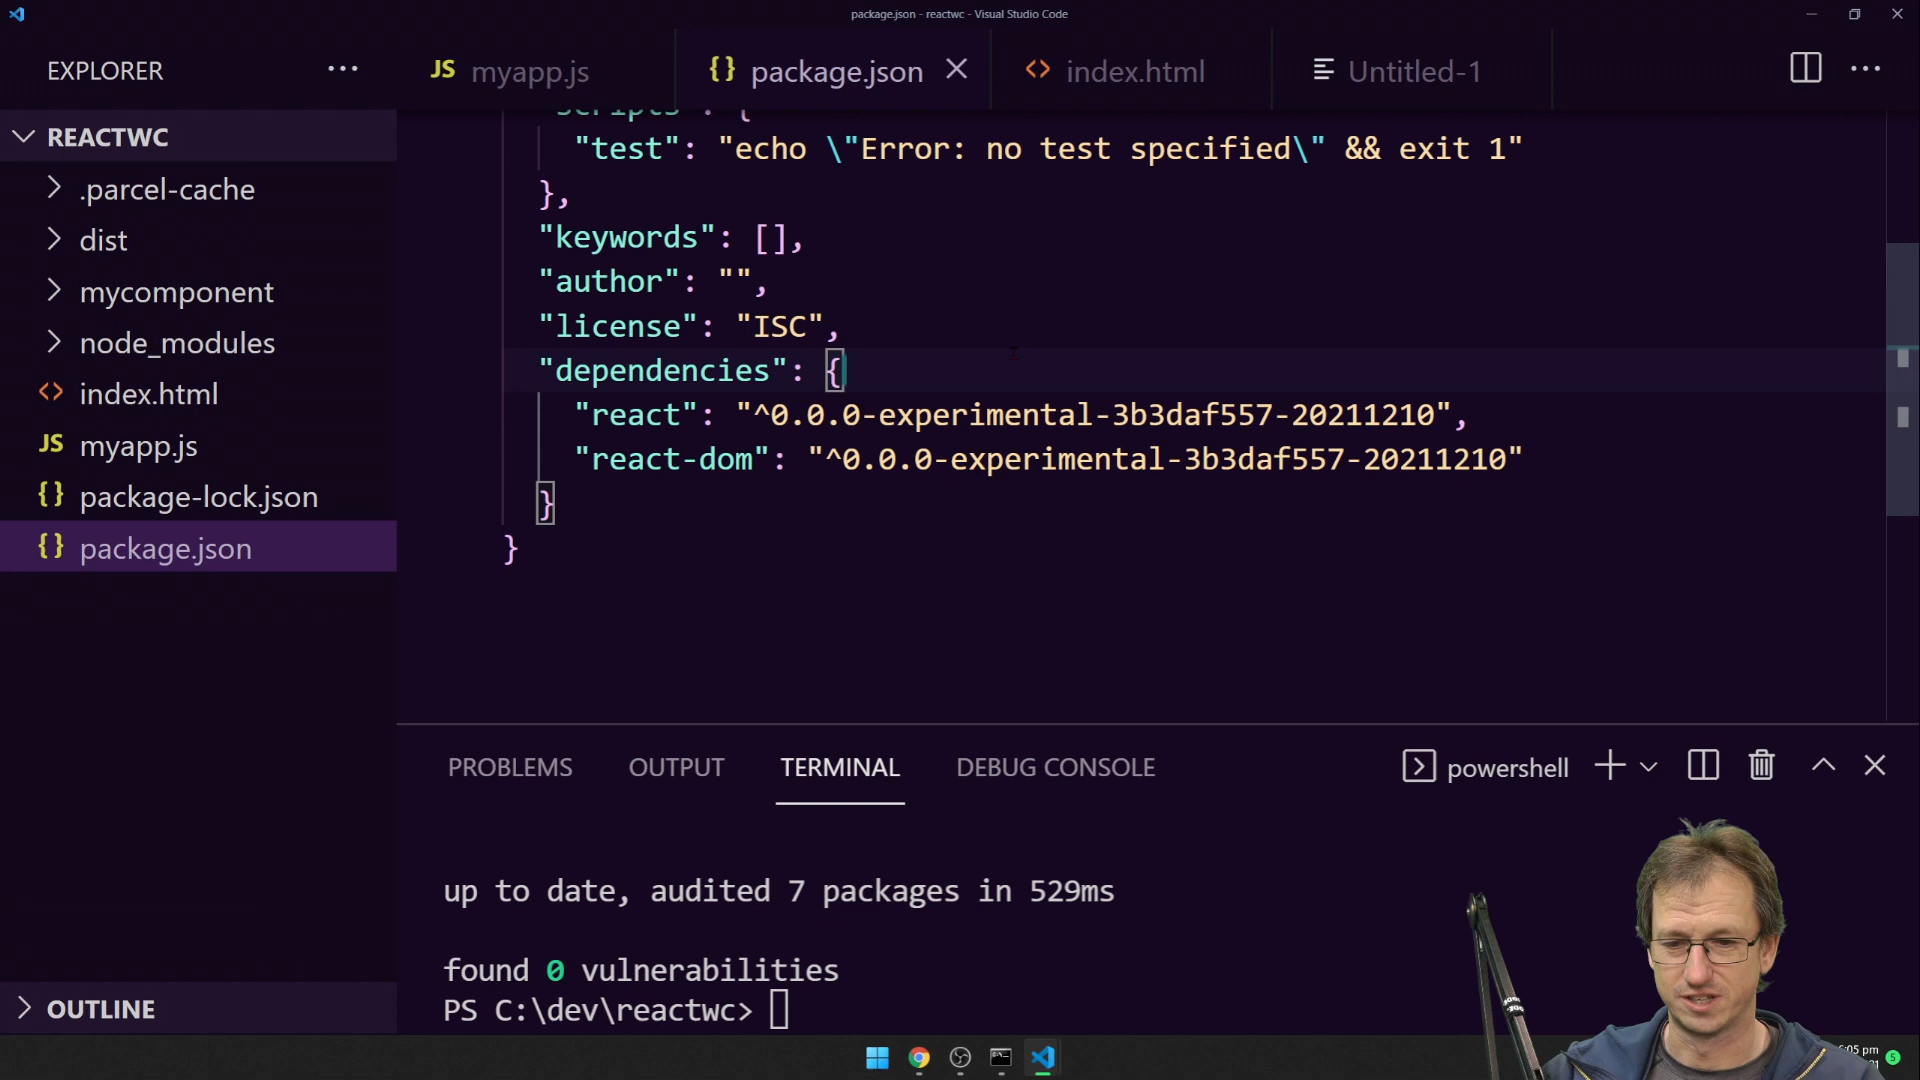 package.json - reactwc - Visual Studio Code
EXPLORER
JS myapp.js
{} package.json
<> index.html
Untitled-1
REACTWC
.parcel-cache
dist
mycomponent
node_modules
<> index.html
JS myapp.js
{} package-lock.json
{} package.json
OUTLINE
"scripts": {
"test": "echo \"Error: no test specified\" && exit 1"
},
"keywords": [],
"author": "",
"license": "ISC",
"dependencies": {
"react": "^0.0.0-experimental-3b3daf557-20211210",
"react-dom": "^0.0.0-experimental-3b3daf557-20211210"
}
}
PROBLEMS OUTPUT TERMINAL DEBUG CONSOLE
powershell
up to date, audited 7 packages in 529ms
found 0 vulnerabilities
PS C:\dev\reactwc>
:05 pm
5